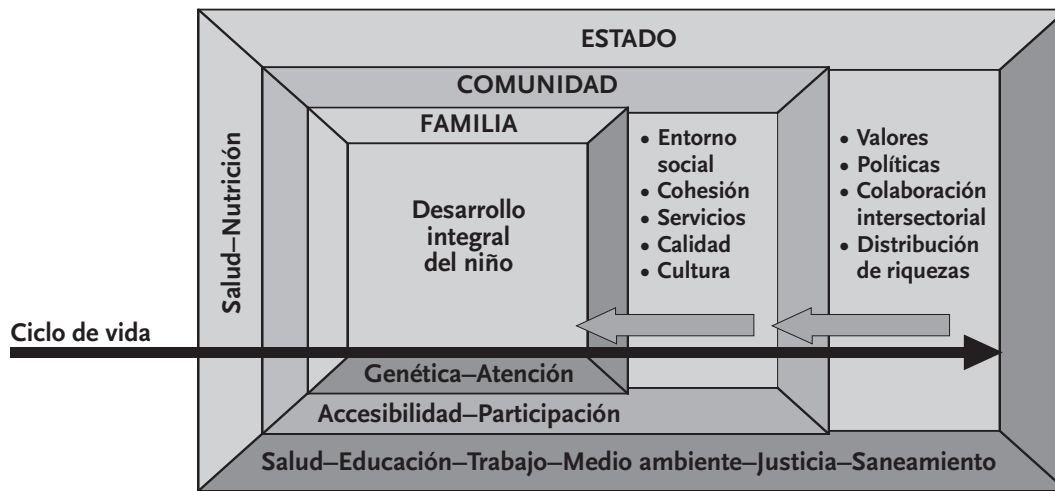 ESTADO
COMUNIDAD
FAMILIA
Salud–Nutrición
Desarrollo
integral
del niño
• Entorno
social
• Cohesión
• Servicios
• Calidad
• Cultura
• Valores
• Políticas
• Colaboración
intersectorial
• Distribución
de riquezas
Ciclo de vida
Genética–Atención
Accesibilidad–Participación
Salud–Educación–Trabajo–Medio ambiente–Justicia–Saneamiento